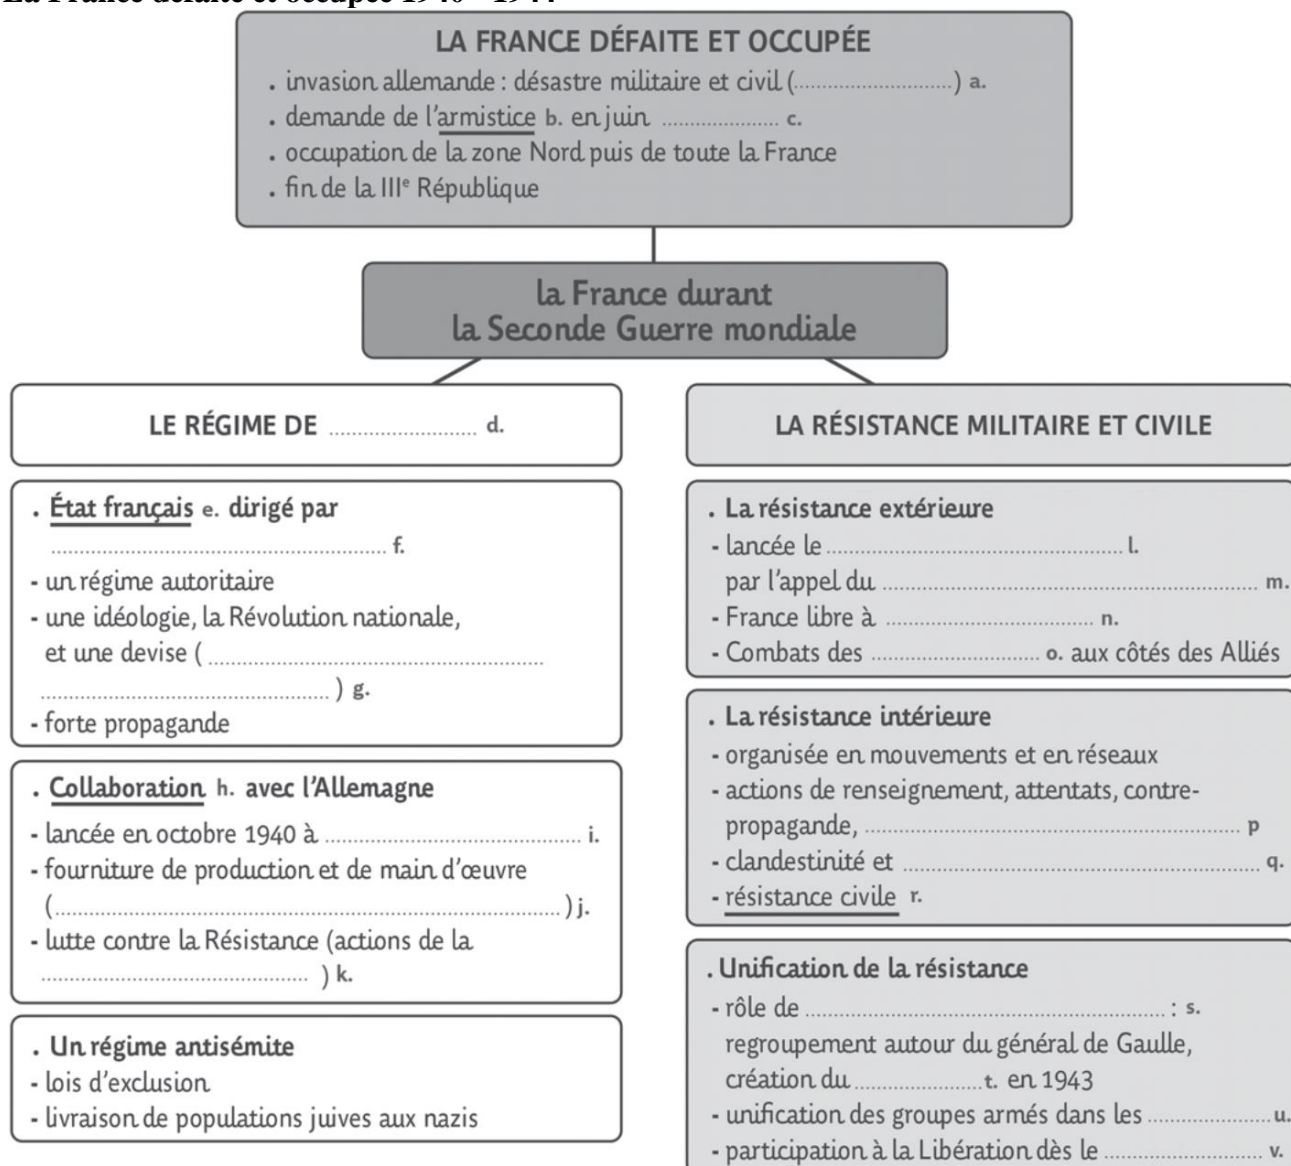 La France défaite et occupée 1940 - 1944
LA FRANCE DÉFAITE ET OCCUPÉE
. invasion allemande : désastre militaire et civil (..............................) a.
. demande de l'armistice b. en juin ...................... c.
. occupation de la zone Nord puis de toute la France
. fin de la IIIe République
la France durant
la Seconde Guerre mondiale
LE RÉGIME DE ............................ d.
. État français e. dirigé par
................................................................ f.
- un régime autoritaire
- une idéologie, la Révolution nationale,
et une devise ( ................................................................
....................................................... ) g.
- forte propagande
. Collaboration h. avec l'Allemagne
- lancée en octobre 1940 à ................................................. i.
- fourniture de production et de main d'œuvre
(.................................................................................................) j.
- lutte contre la Résistance (actions de la
................................................... ) k.
. Un régime antisémite
- lois d'exclusion
- livraison de populations juives aux nazis
LA RÉSISTANCE MILITAIRE ET CIVILE
. La résistance extérieure
- lancée le ......................................................... l.
par l'appel du ........................................................................ m.
- France libre à ........................................ n.
- Combats des ................................ o. aux côtés des Alliés
. La résistance intérieure
- organisée en mouvements et en réseaux
- actions de renseignement, attentats, contre-
propagande, ........................................................................ p
- clandestinité et .................................................................... q.
- résistance civile r.
. Unification de la résistance
- rôle de ..................................................................... : s.
regroupement autour du général de Gaulle,
création du ......................... t. en 1943
- unification des groupes armés dans les ........................ u.
- participation à la Libération dès le ............................... v.